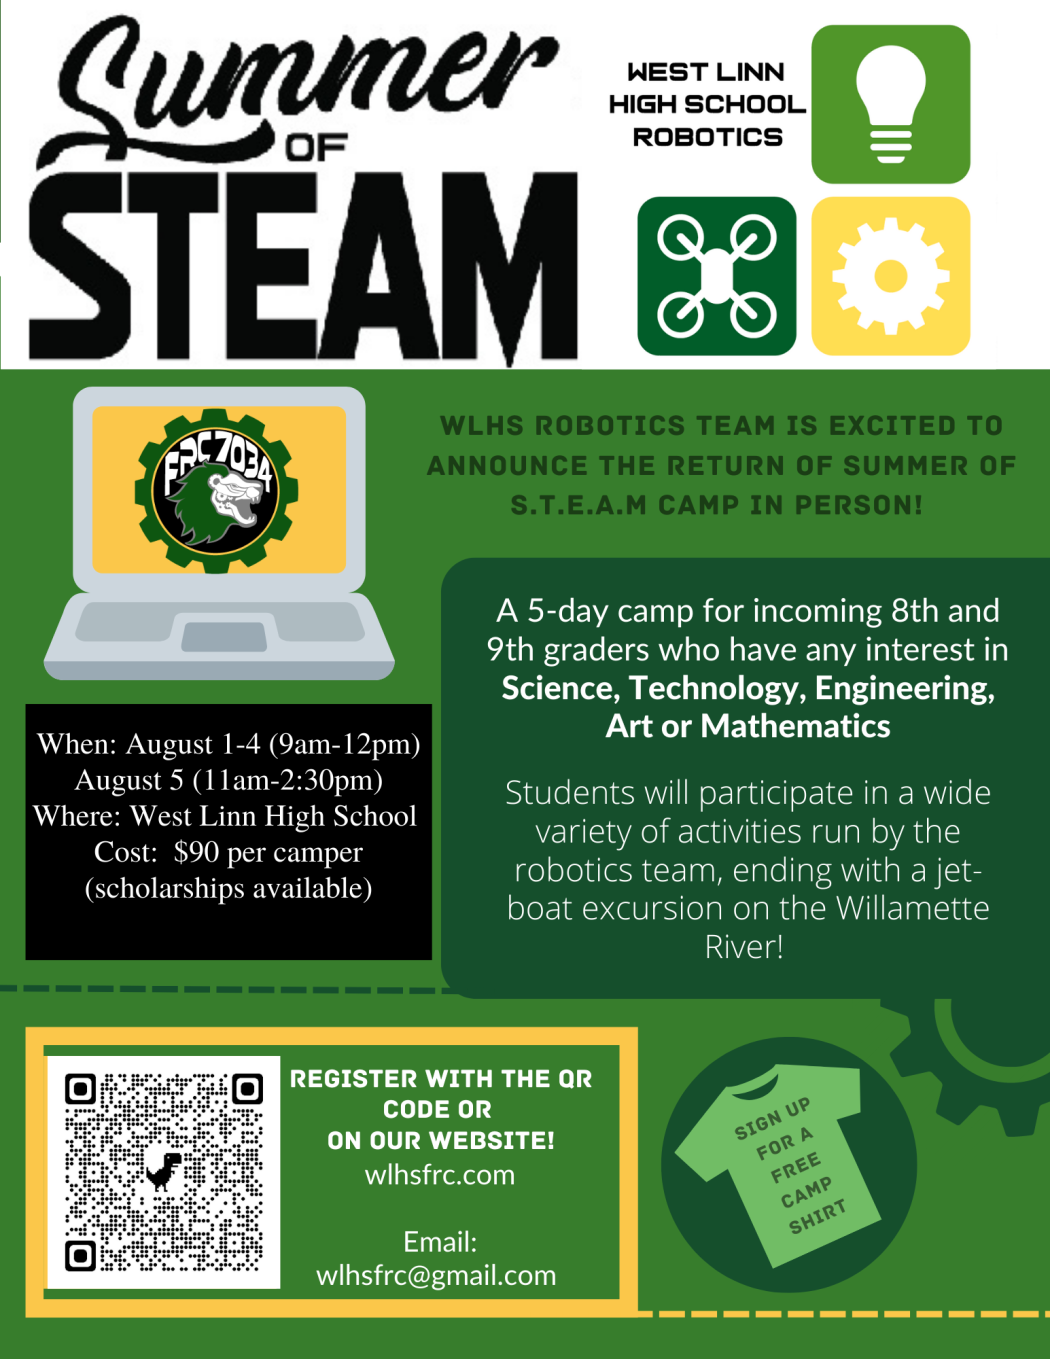 Summer
OF
STEAM
WEST LINN
HIGH SCHOOL
ROBOTICS
FRC 7034
WLHS ROBOTICS TEAM IS EXCITED TO
ANNOUNCE THE RETURN OF SUMMER OF
S.T.E.A.M CAMP IN PERSON!
A 5-day camp for incoming 8th and
9th graders who have any interest in
Science, Technology, Engineering,
Art or Mathematics
Students will participate in a wide
variety of activities run by the
robotics team, ending with a jet-
boat excursion on the Willamette
River!
When: August 1-4 (9am-12pm)
August 5 (11am-2:30pm)
Where: West Linn High School
Cost:  $90 per camper
(scholarships available)
REGISTER WITH THE QR
CODE OR
ON OUR WEBSITE!
wlhsfrc.com
Email:
wlhsfrc@gmail.com
SIGN UP
FOR A
FREE
CAMP
SHIRT